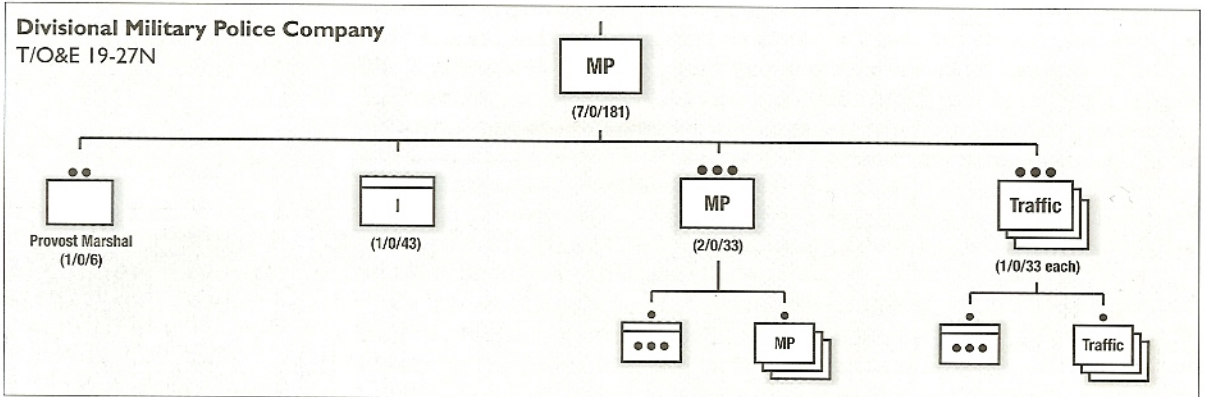 Divisional Military Police Company
T/O&E 19-27N
MP
(7/0/181)
Provost Marshal
(1/0/6)
I
(1/0/43)
MP
(2/0/33)
Traffic
(1/0/33 each)
MP
Traffic